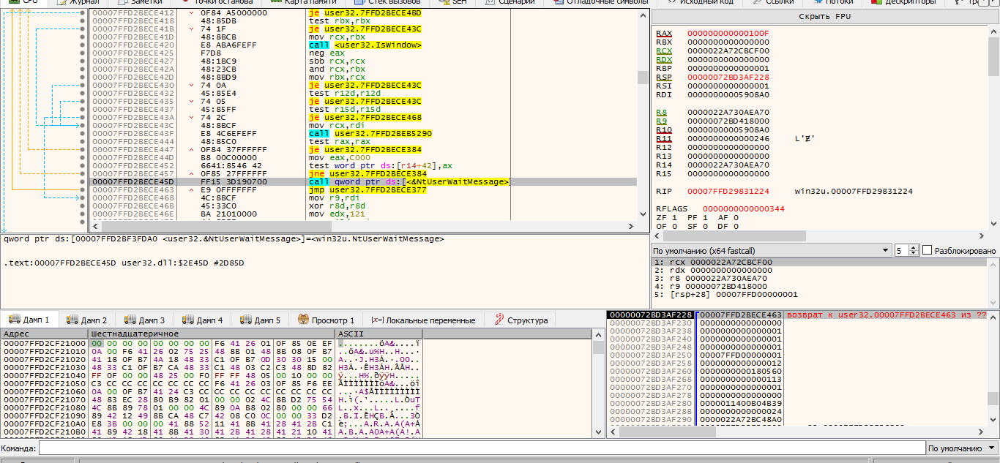 CPU Журнал Заметки Точки останова Карта памяти Стек вызовов SEH Сценарии Отладочные символы Исходный код Ссылки Потоки Дескрипторы
00007FFD2BECE412 0F84 A5000000 je user32.7FFD2BECE4BD
00007FFD2BECE418 48:85DB test rbx,rbx
00007FFD2BECE41B 74 1F je user32.7FFD2BECE43C
00007FFD2BECE41D 48:8BCB mov rcx,rbx
00007FFD2BECE420 E8 ABA6FEFF call <user32.IsWindow>
00007FFD2BECE425 F7D8 neg eax
00007FFD2BECE427 48:1BC9 sbb rcx,rcx
00007FFD2BECE42A 48:23CB and rcx,rbx
00007FFD2BECE42D 48:8BD9 mov rbx,rcx
00007FFD2BECE430 74 0A je user32.7FFD2BECE43C
00007FFD2BECE432 45:85E4 test r12d,r12d
00007FFD2BECE435 74 05 je user32.7FFD2BECE43C
00007FFD2BECE437 45:85FF test r15d,r15d
00007FFD2BECE43A 74 2C je user32.7FFD2BECE468
00007FFD2BECE43C 48:8BCF mov rcx,rdi
00007FFD2BECE43F E8 4C6EFEFF call user32.7FFD2BEB5290
00007FFD2BECE444 48:85C0 test rax,rax
00007FFD2BECE447 0F84 37FFFFFF je user32.7FFD2BECE384
00007FFD2BECE44D B8 00C00000 mov eax,C000
00007FFD2BECE452 6641:8546 42 test word ptr ds:[r14+42],ax
00007FFD2BECE457 0F85 27FFFFFF jne user32.7FFD2BECE384
00007FFD2BECE45D FF15 3D190700 call qword ptr ds:[<&NtUserWaitMessage>]
00007FFD2BECE463 E9 0FFFFFFF jmp user32.7FFD2BECE377
00007FFD2BECE468 4C:8BCF mov r9,rdi
00007FFD2BECE46B 45:33C0 xor r8d,r8d
00007FFD2BECE46E BA 21010000 mov edx,121
Скрыть FPU
RAX 000000000000100F
RBX 0000000000000000
RCX 0000022A72CBCF00
RDX 0000000000000000
RBP 0000000000000001
RSP 00000072BD3AF228
RSI 0000000000000001
RDI 00000000005908A0
R8 0000022A730AEA70
R9 00000072BD418000
R10 00000000005908A0
R11 0000000000000246 L'Ɇ'
R12 0000000000000000
R13 0000000000000000
R14 0000000000000000
R15 0000000000000000
RIP 00007FFD29831224 win32u.00007FFD29831224
RFLAGS 0000000000000344
ZF 1 PF 1 AF 0
OF 0 SF 0 DF 0
qword ptr ds:[00007FFD2BF3FDA0 <user32.&NtUserWaitMessage>]=<win32u.NtUserWaitMessage>
.text:00007FFD2BECE45D user32.dll:$2E45D #2D85D
По умолчанию (x64 fastcall) 5 Разблокировано
1: rcx 0000022A72CBCF00
2: rdx 0000000000000000
3: r8 0000022A730AEA70
4: r9 00000072BD418000
5: [rsp+28] 00007FFD00000001
Дамп 1 Дамп 2 Дамп 3 Дамп 4 Дамп 5 Просмотр 1 [x=] Локальные переменные Структура
Адрес Шестнадцатеричное ASCII
00007FFD2CF21000 00 00 00 00 00 00 00 00 F6 41 26 01 0F 85 0E EF
00007FFD2CF21010 0A 00 F6 41 26 02 75 25 48 8B 01 48 8B 08 0F B7
00007FFD2CF21020 41 18 0F B7 4A 18 48 33 C1 0F B7 0D 30 30 15 00
00007FFD2CF21030 48 33 C1 0F B7 CA 48 33 C1 48 03 C2 C3 48 8D 82
00007FFD2CF21040 FF 0F 00 00 48 25 00 F0 FF FF 48 05 00 10 00 00
00007FFD2CF21050 C3 CC CC CC CC CC CC CC F6 41 26 03 0F 85 F6 EE
00007FFD2CF21060 0A 00 0F B7 41 24 C3 CC CC CC CC CC CC CC CC CC
00007FFD2CF21070 48 83 EC 28 80 B9 82 01 00 00 02 4C 8B D2 75 54
00007FFD2CF21080 4C 8B 89 78 01 00 00 4C 89 0A B8 02 80 00 00 66
00007FFD2CF21090 89 42 12 49 8B CA 48 C7 42 08 C0 0C 00 00 33 D2
00007FFD2CF210A0 E8 3B 00 00 00 41 88 52 11 41 8B 41 28 41 2B C1
00007FFD2CF210B0 41 89 42 18 41 8B 41 30 41 2B 41 28 41 21 10 41
00000072BD3AF228 00007FFD2BECE463 возврат к user32.00007FFD2BECE463 из ??
00000072BD3AF230 0000000000000000
00000072BD3AF238 0000000000000001
00000072BD3AF240 0000000000000001
00000072BD3AF248 0000000000000001
00000072BD3AF250 00007FFD00000001
00000072BD3AF258 0000000000000012
00000072BD3AF260 0000000000180560
00000072BD3AF268 0000000000000113
00000072BD3AF270 0000000000000001
00000072BD3AF278 0000000000000000
00000072BD3AF280 0000011400B04B39
00000072BD3AF288 0000000000000024
00000072BD3AF290 0000022A72BC48A0
Команда: По умолчанию